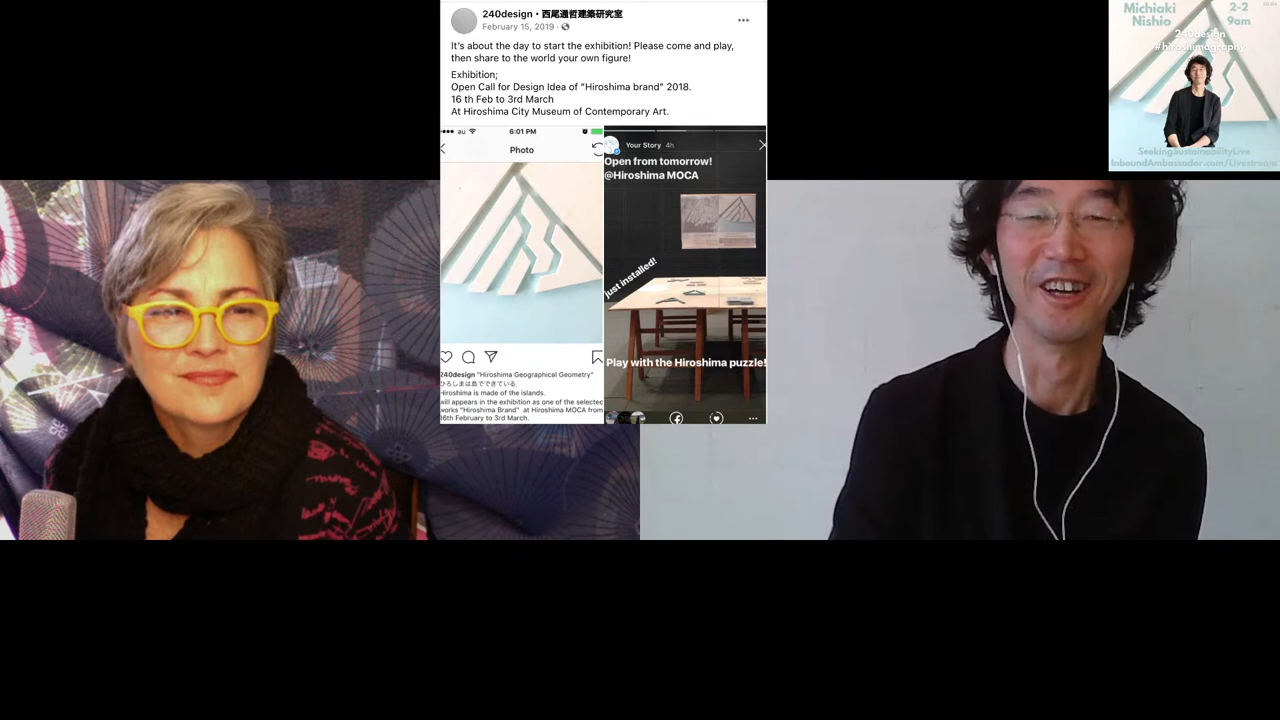 240design・西尾通哲建築研究室
February 15, 2019 ·
It's about the day to start the exhibition! Please come and play,
then share to the world your own figure!
Exhibition;
Open Call for Design Idea of "Hiroshima brand" 2018.
16 th Feb to 3rd March
At Hiroshima City Museum of Contemporary Art.
au
6:01 PM
Photo
240design "Hiroshima Geographical Geometry"
ひろしまは島でできている
Hiroshima is made of the islands.
will appears in the exhibition as one of the selected
works "Hiroshima Brand" at Hiroshima MOCA from
16th February to 3rd March.
Your Story 4h
Open from tomorrow!
@Hiroshima MOCA
just installed!
Play with the Hiroshima puzzle!
Michiaki
Nishio
2-2
9am
240design
#hiroshimagraphy
SeekingSustainabilityLive
InboundAmbassador.com/Livestream